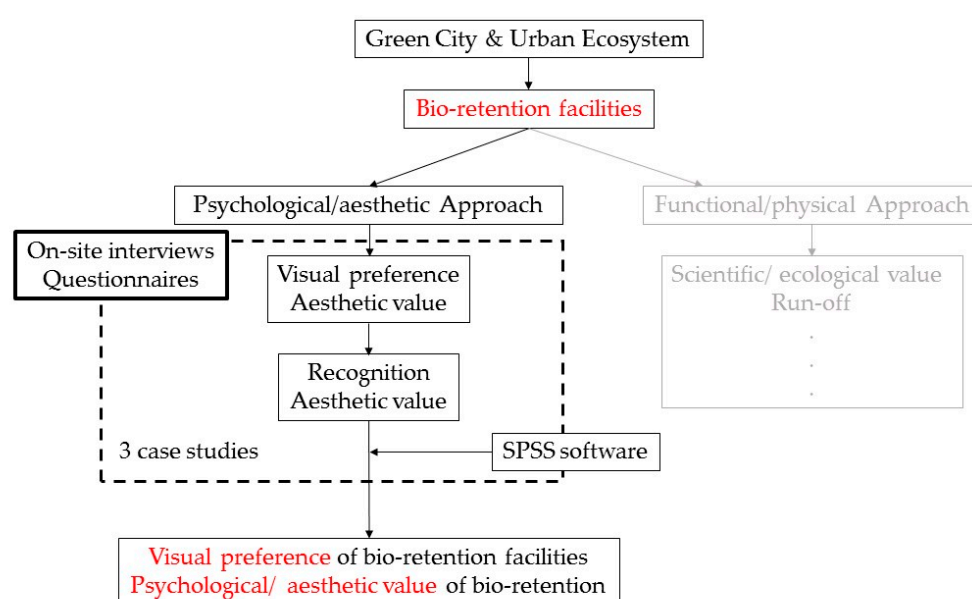 Green City & Urban Ecosystem
Bio-retention facilities
Psychological/aesthetic Approach
Functional/physical Approach
On-site interviews
Questionnaires
Visual preference
Aesthetic value
Scientific/ ecological value
Run-off
.
.
.
Recognition
Aesthetic value
3 case studies
SPSS software
Visual preference of bio-retention facilities
Psychological/ aesthetic value of bio-retention